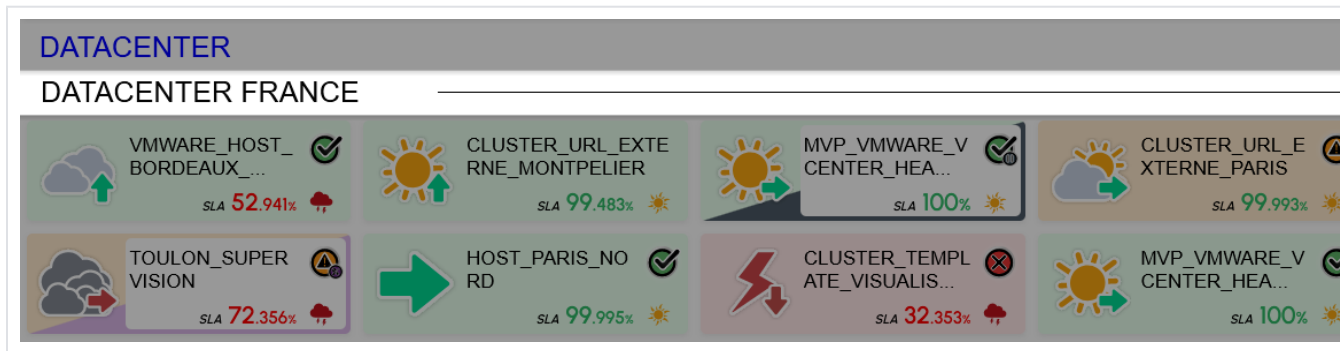 DATACENTER
DATACENTER FRANCE
VMWARE_HOST_
BORDEAUX_...
SLA 52.941%
CLUSTER_URL_EXTE
RNE_MONTPELIER
SLA 99.483%
MVP_VMWARE_V
CENTER_HEA...
SLA 100%
CLUSTER_URL_E
XTERNE_PARIS
SLA 99.993%
TOULON_SUPER
VISION
SLA 72.356%
HOST_PARIS_NO
RD
SLA 99.995%
CLUSTER_TEMPL
ATE_VISUALIS...
SLA 32.353%
MVP_VMWARE_V
CENTER_HEA...
SLA 100%